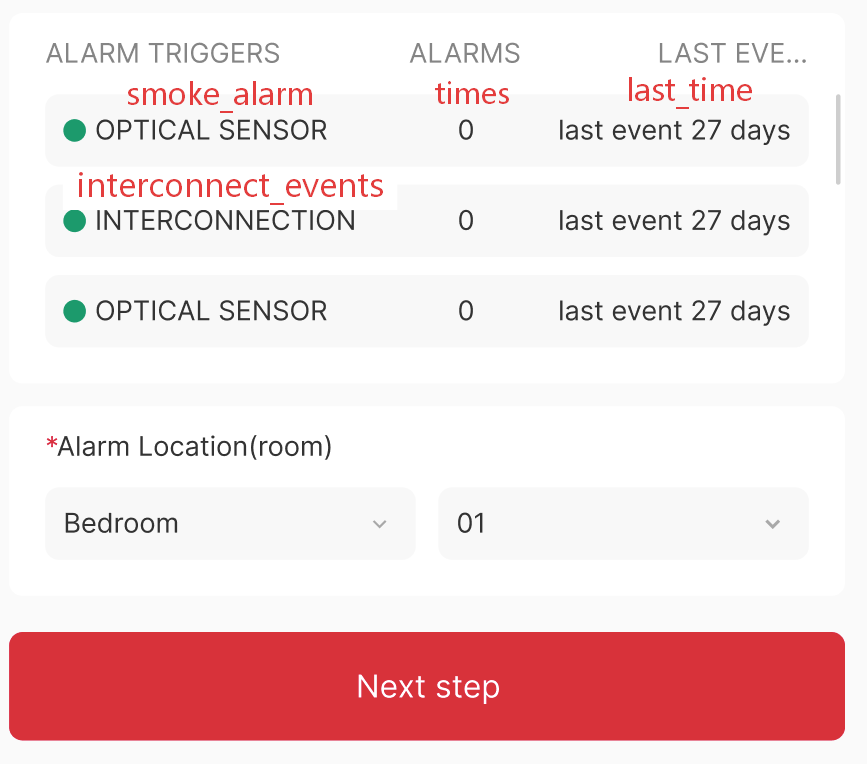 ALARM TRIGGERS ALARMS LAST EVE...
smoke_alarm times last_time
OPTICAL SENSOR 0 last event 27 days
interconnect_events
INTERCONNECTION 0 last event 27 days
OPTICAL SENSOR 0 last event 27 days
*Alarm Location(room)
Bedroom 01
Next step